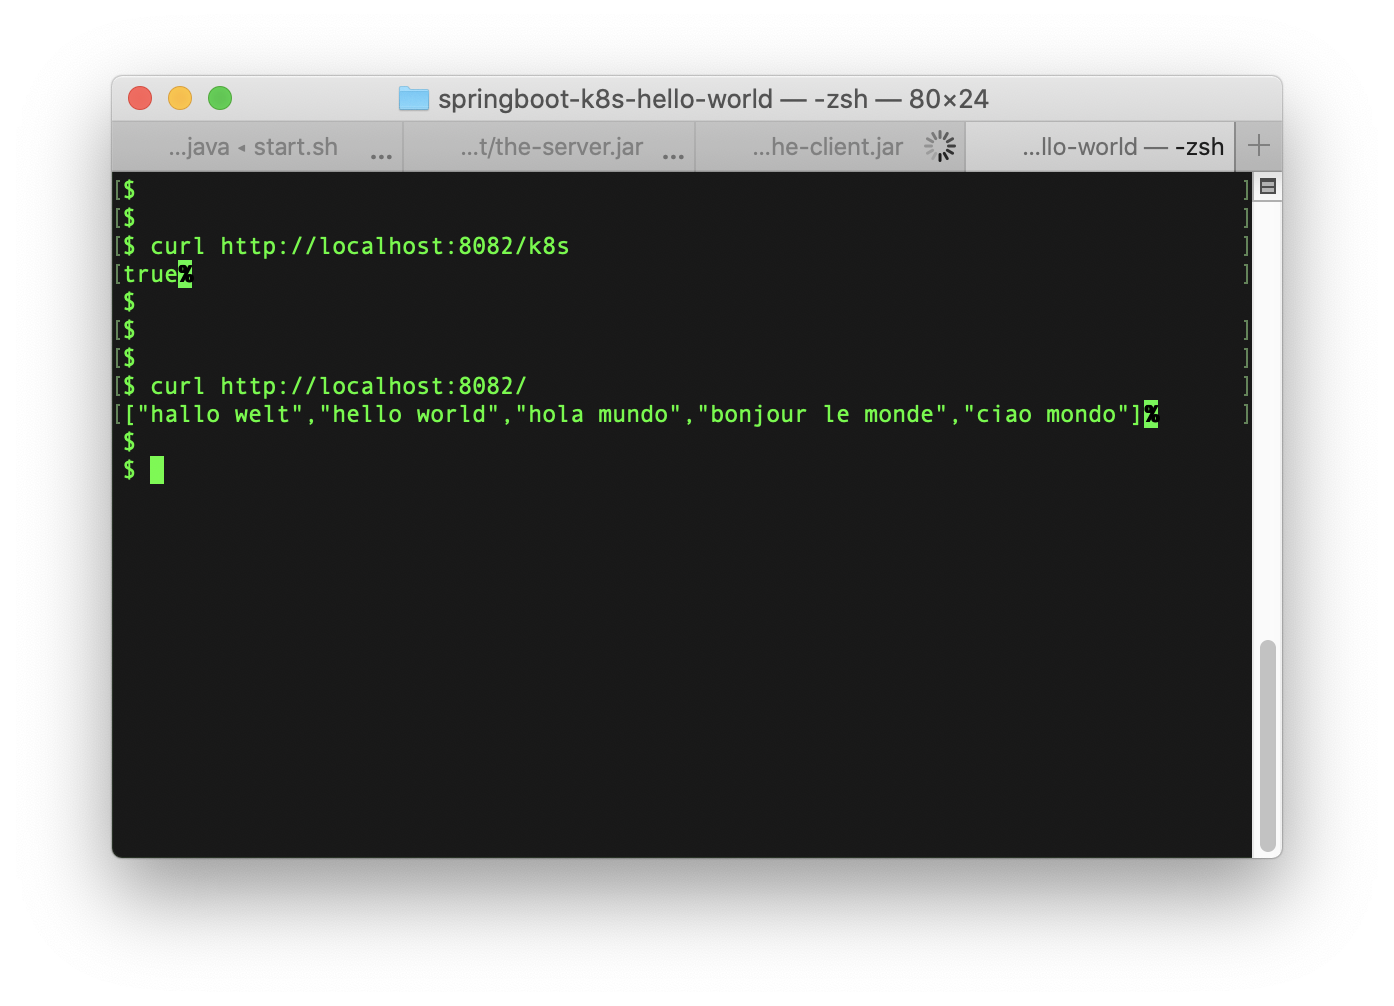 springboot-k8s-hello-world — -zsh — 80×24
...java ◂ start.sh ... ...t/the-server.jar ... ...he-client.jar ...llo-world — -zsh +
[$ ]
[$ ]
[$ curl http://localhost:8082/k8s ]
[true% ]
$
[$ ]
[$ ]
[$ curl http://localhost:8082/ ]
[["hallo welt","hello world","hola mundo","bonjour le monde","ciao mondo"]% ]
$
$